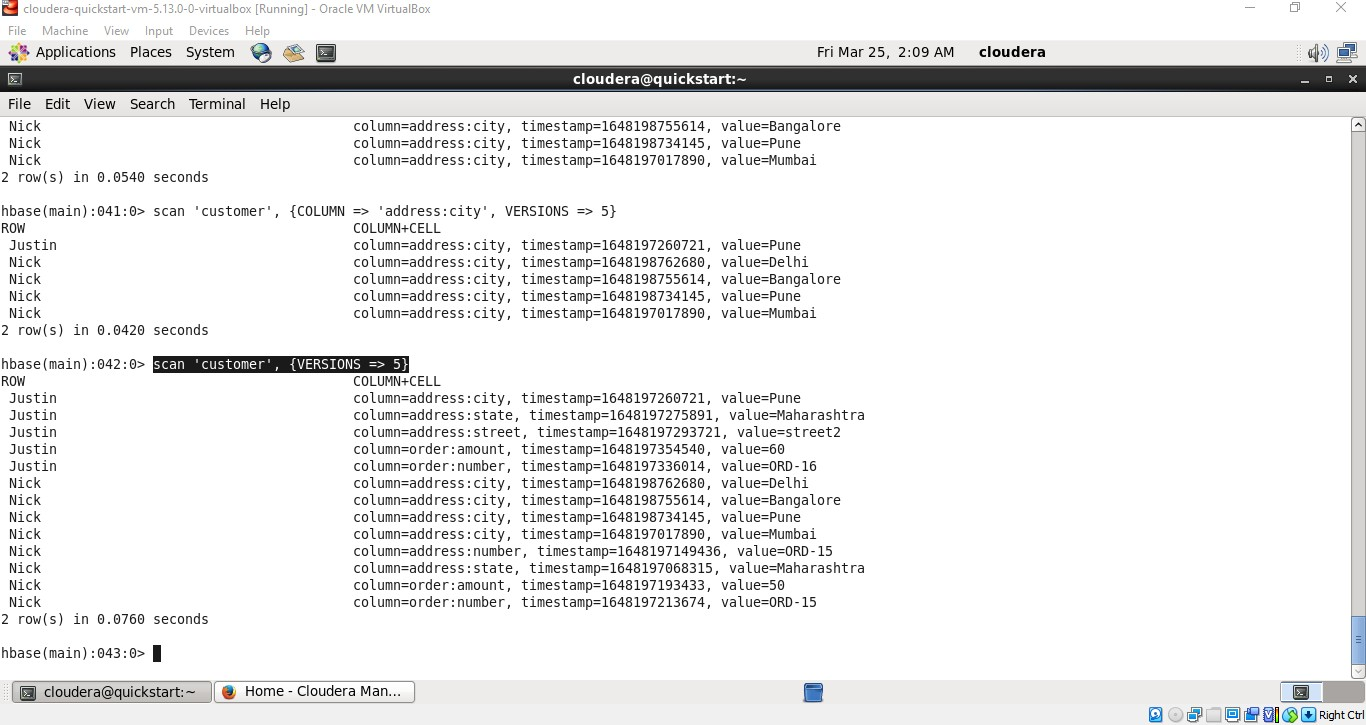 cloudera-quickstart-vm-5.13.0-0-virtualbox [Running] - Oracle VM VirtualBox
File Machine View Input Devices Help
Applications Places System Fri Mar 25, 2:09 AM cloudera
cloudera@quickstart:~
File Edit View Search Terminal Help
Nick column=address:city, timestamp=1648198755614, value=Bangalore
Nick column=address:city, timestamp=1648198734145, value=Pune
Nick column=address:city, timestamp=1648197017890, value=Mumbai
2 row(s) in 0.0540 seconds
hbase(main):041:0> scan 'customer', {COLUMN => 'address:city', VERSIONS => 5}
ROW COLUMN+CELL
Justin column=address:city, timestamp=1648197260721, value=Pune
Nick column=address:city, timestamp=1648198762680, value=Delhi
Nick column=address:city, timestamp=1648198755614, value=Bangalore
Nick column=address:city, timestamp=1648198734145, value=Pune
Nick column=address:city, timestamp=1648197017890, value=Mumbai
2 row(s) in 0.0420 seconds
hbase(main):042:0> scan 'customer', {VERSIONS => 5}
ROW COLUMN+CELL
Justin column=address:city, timestamp=1648197260721, value=Pune
Justin column=address:state, timestamp=1648197275891, value=Maharashtra
Justin column=address:street, timestamp=1648197293721, value=street2
Justin column=order:amount, timestamp=1648197354540, value=60
Justin column=order:number, timestamp=1648197336014, value=ORD-16
Nick column=address:city, timestamp=1648198762680, value=Delhi
Nick column=address:city, timestamp=1648198755614, value=Bangalore
Nick column=address:city, timestamp=1648198734145, value=Pune
Nick column=address:city, timestamp=1648197017890, value=Mumbai
Nick column=address:number, timestamp=1648197149436, value=ORD-15
Nick column=address:state, timestamp=1648197068315, value=Maharashtra
Nick column=order:amount, timestamp=1648197193433, value=50
Nick column=order:number, timestamp=1648197213674, value=ORD-15
2 row(s) in 0.0760 seconds
hbase(main):043:0>
cloudera@quickstart:~ Home - Cloudera Man...
Right Ctrl